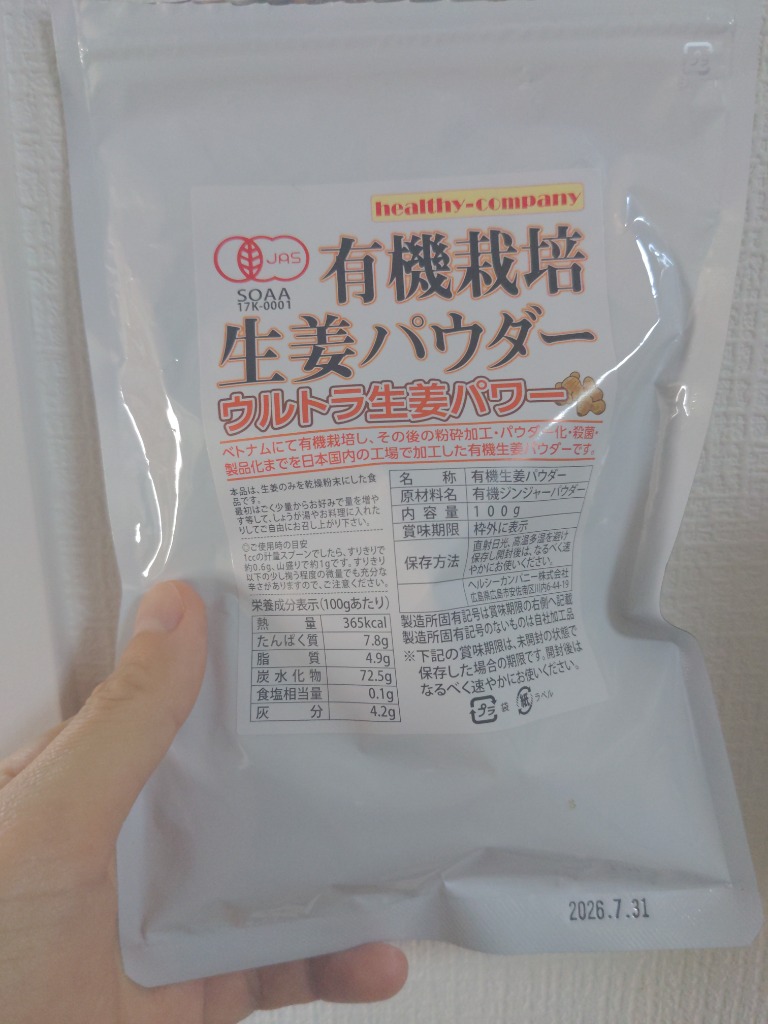 healthy-company
JAS
SOAA
17K-0001
有機栽培
生姜パウダー
ウルトラ生姜パワー
ベトナムにて有機栽培し、その後の粉砕加工・パウダー化・殺菌・
製品化までを日本国内の工場で加工した有機生姜パウダーです。
本品は、生姜のみを乾燥粉末にした食
品です。
最初はごく少量からお好みで量を増や
す等して、しょうが湯やお料理に入れた
りしてご自由にお召し上がり下さい。
◎ご使用時の目安
1ccの計量スプーンでしたら、すりきりで
約0.6g、山盛りで約1gです。すりきり
以下の少し掬う程度の微量でも充分な
辛さがありますので、ご注意ください。
栄養成分表示(100gあたり)
熱量 365kcal
たんぱく質 7.8g
脂質 4.9g
炭水化物 72.5g
食塩相当量 0.1g
灰分 4.2g
名称 有機生姜パウダー
原材料名 有機ジンジャーパウダー
内容量 100g
賞味期限 枠外に表示
保存方法 直射日光、高温多湿を避け
保存し開封後は、なるべく速
やかにお使いください。
ヘルシーカンパニー株式会社
広島県広島市安佐南区川内6-44-19
製造所固有記号は賞味期限の右側へ記載
製造所固有記号のないものは自社加工品
※下記の賞味期限は、未開封の状態で
保存した場合の期限です。開封後は
なるべく速やかにお使いください。
プラ 袋 紙 ラベル
2026.7.31